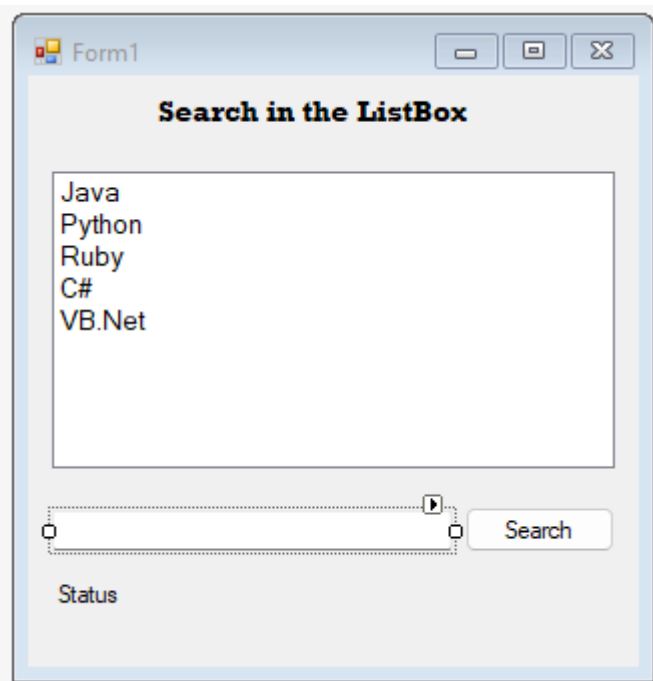 Form1
Search in the ListBox
Java
Python
Ruby
C#
VB.Net
Search
Status